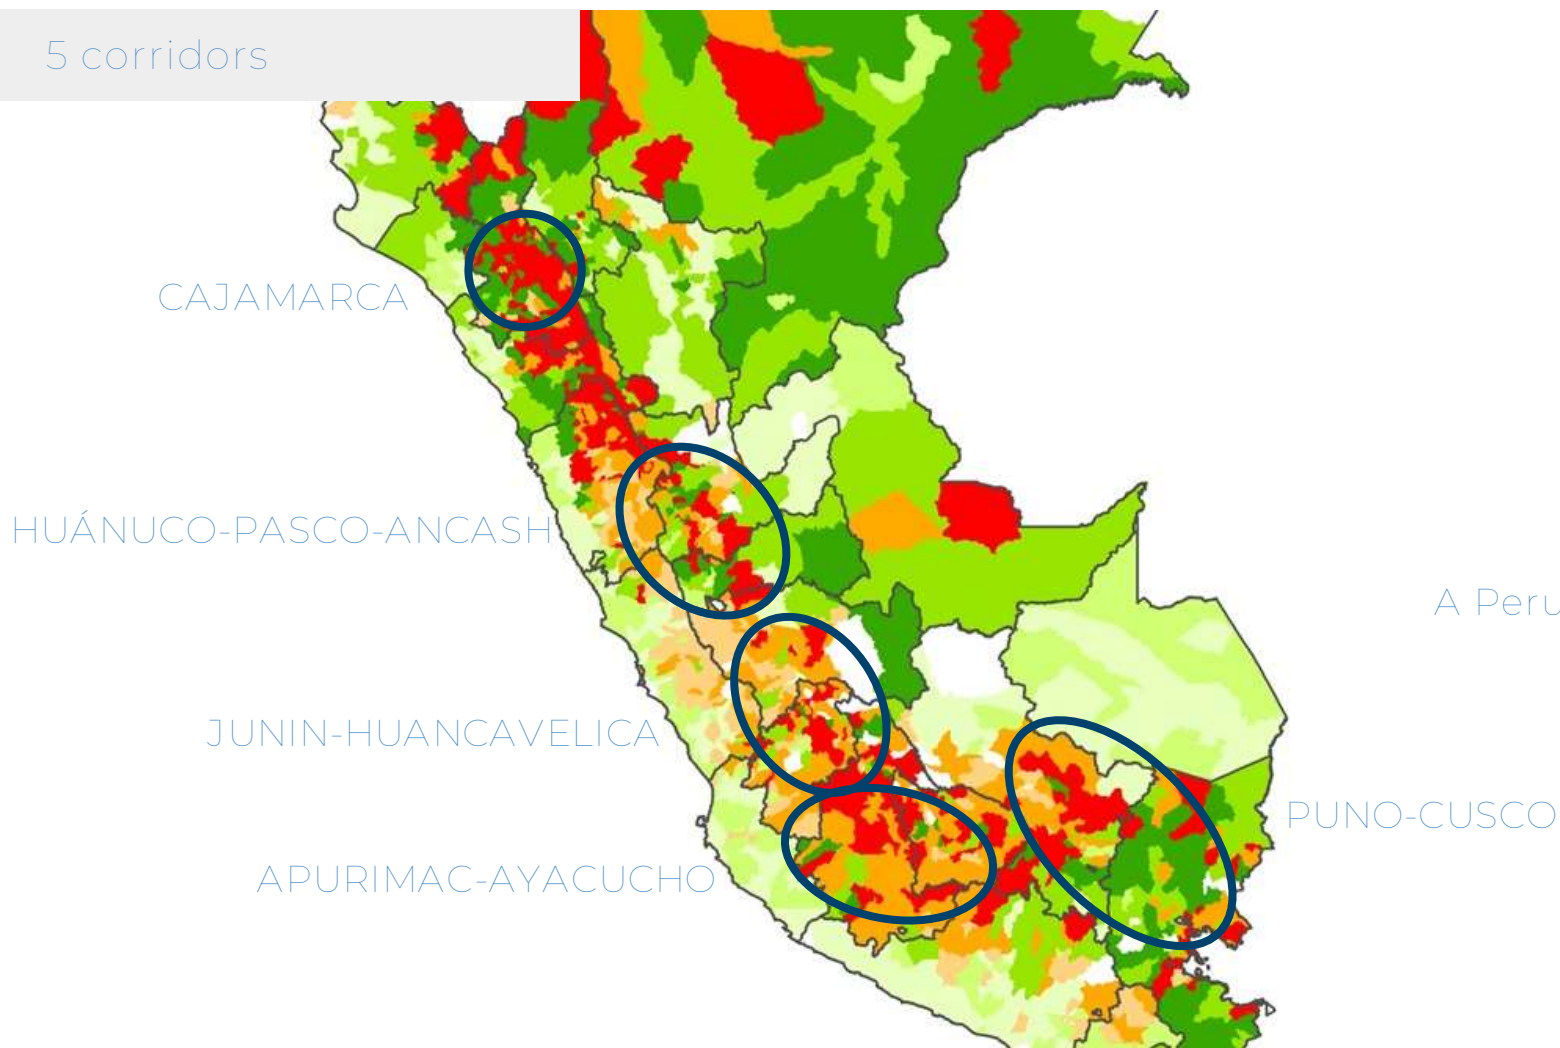 5 corridors
CAJAMARCA
HUÁNUCO-PASCO-ANCASH
A Peru
JUNIN-HUANCAVELICA
PUNO-CUSCO
APURIMAC-AYACUCHO